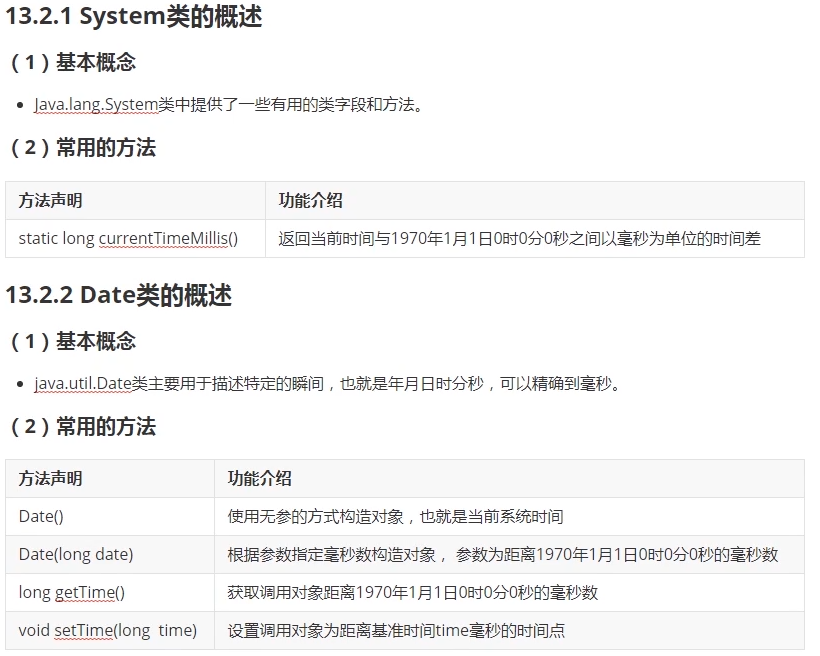 13.2.1 System类的概述
（1）基本概念
Java.lang.System类中提供了一些有用的类字段和方法。
（2）常用的方法
方法声明 功能介绍
static long currentTimeMillis() 返回当前时间与1970年1月1日0时0分0秒之间以毫秒为单位的时间差
13.2.2 Date类的概述
（1）基本概念
java.util.Date类主要用于描述特定的瞬间，也就是年月日时分秒，可以精确到毫秒。
（2）常用的方法
方法声明 功能介绍
Date() 使用无参的方式构造对象，也就是当前系统时间
Date(long date) 根据参数指定毫秒数构造对象， 参数为距离1970年1月1日0时0分0秒的毫秒数
long getTime() 获取调用对象距离1970年1月1日0时0分0秒的毫秒数
void setTime(long time) 设置调用对象为距离基准时间time毫秒的时间点